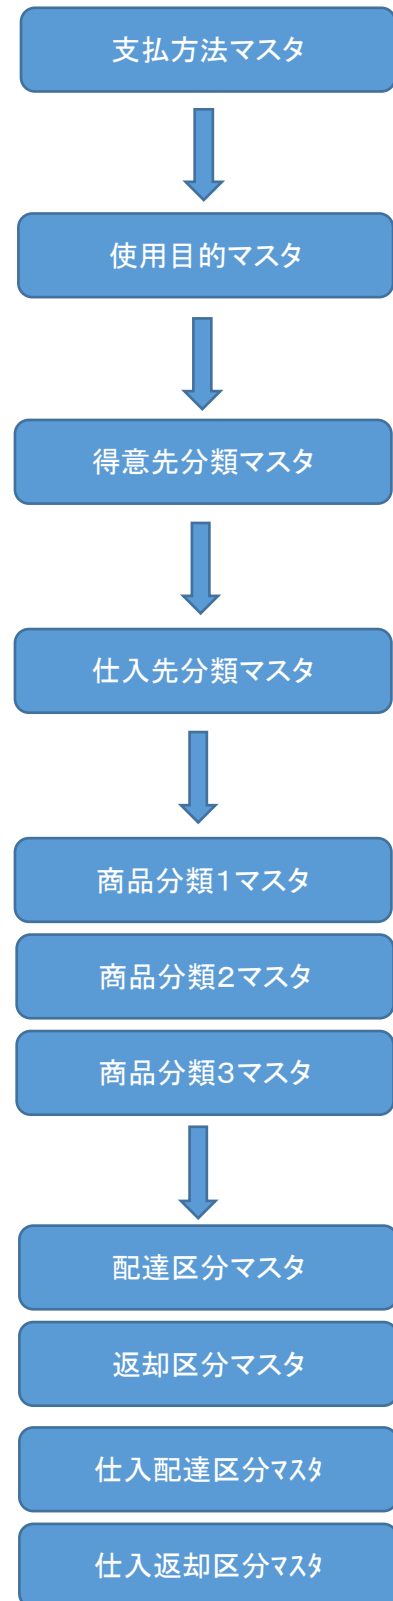 支払方法マスタ
使用目的マスタ
得意先分類マスタ
仕入先分類マスタ
商品分類１マスタ
商品分類２マスタ
商品分類３マスタ
配達区分マスタ
返却区分マスタ
仕入配達区分ﾏｽﾀ
仕入返却区分ﾏｽﾀ